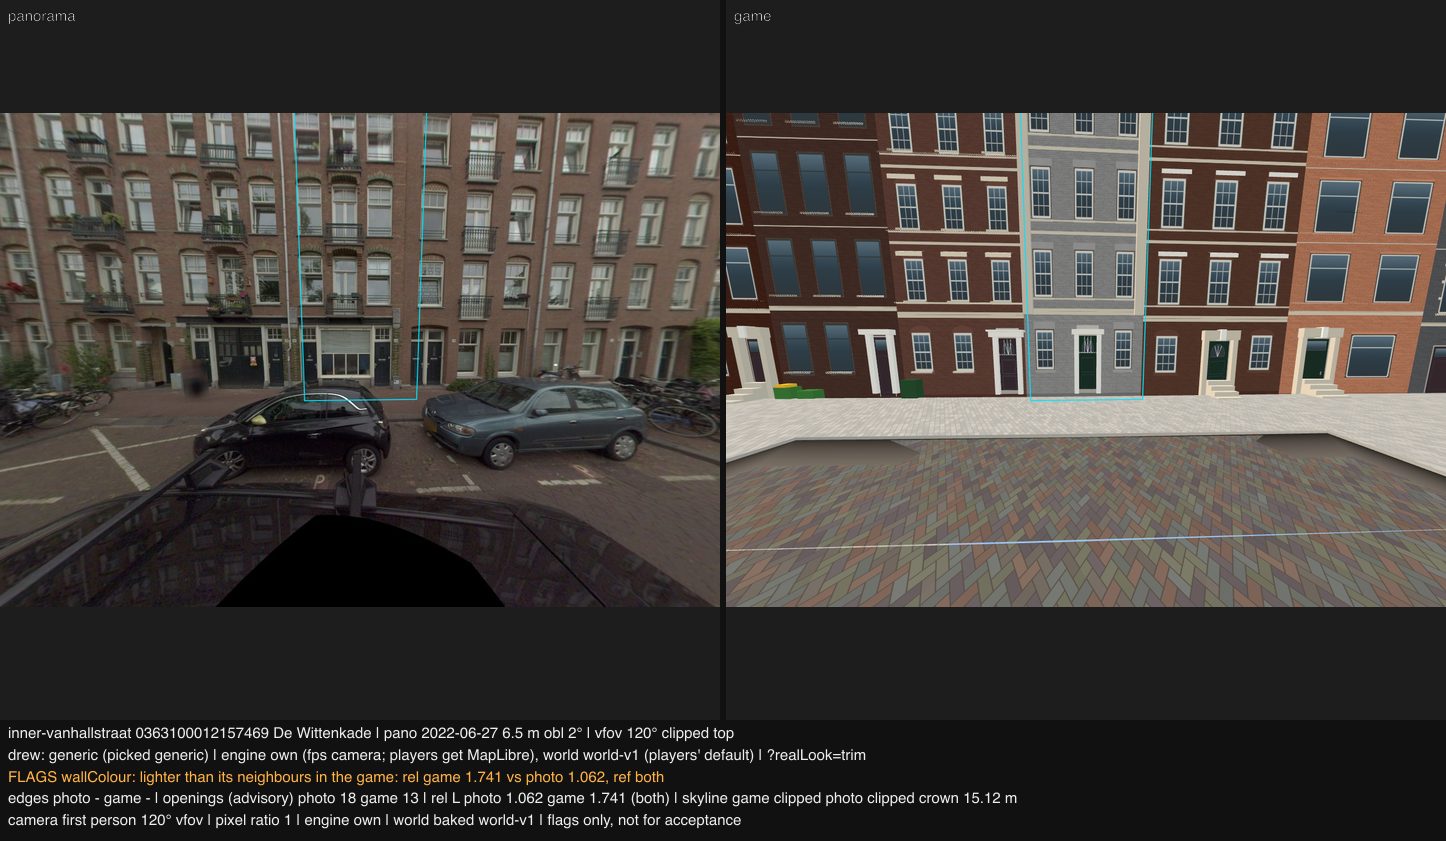 panorama
game
P
inner-vanhallstraat 0363100012157469 De Wittenkade | pano 2022-06-27 6.5 m obl 2° | vfov 120° clipped top
drew: generic (picked generic) | engine own (fps camera; players get MapLibre), world world-v1 (players' default) | ?realLook=trim
FLAGS wallColour: lighter than its neighbours in the game: rel game 1.741 vs photo 1.062, ref both
edges photo - game - | openings (advisory) photo 18 game 13 | rel L photo 1.062 game 1.741 (both) | skyline game clipped photo clipped crown 15.12 m
camera first person 120° vfov | pixel ratio 1 | engine own | world baked world-v1 | flags only, not for acceptance